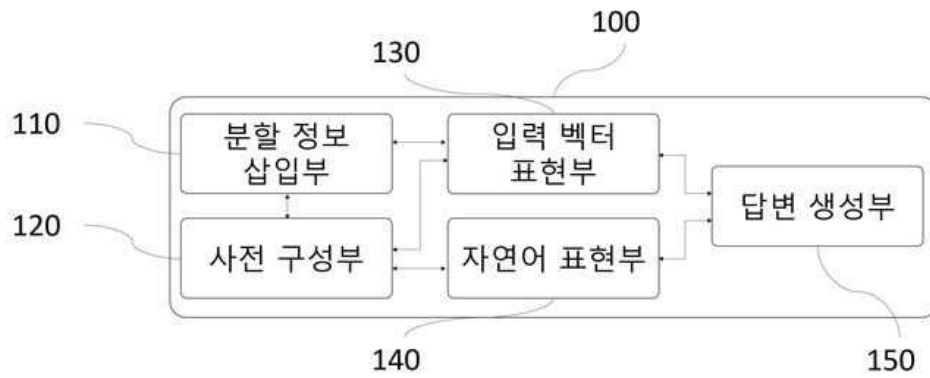 100
130
110
분할 정보
삽입부
입력 벡터
표현부
답변 생성부
120
사전 구성부
자연어 표현부
140
150